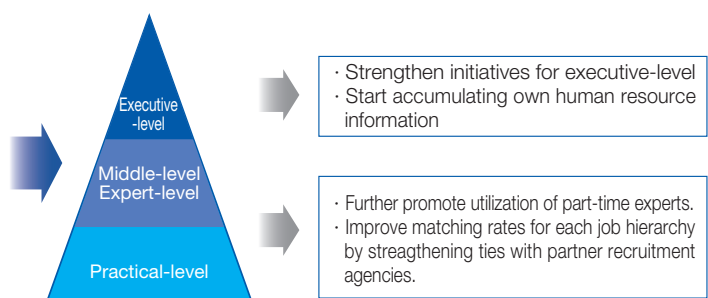 Executive
-level
Middle-level
Expert-level
Practical-level
· Strengthen initiatives for executive-level
· Start accumulating own human resource
information
· Further promote utilization of part-time experts.
· Improve matching rates for each job hierarchy
by streagthening ties with partner recruitment
agencies.